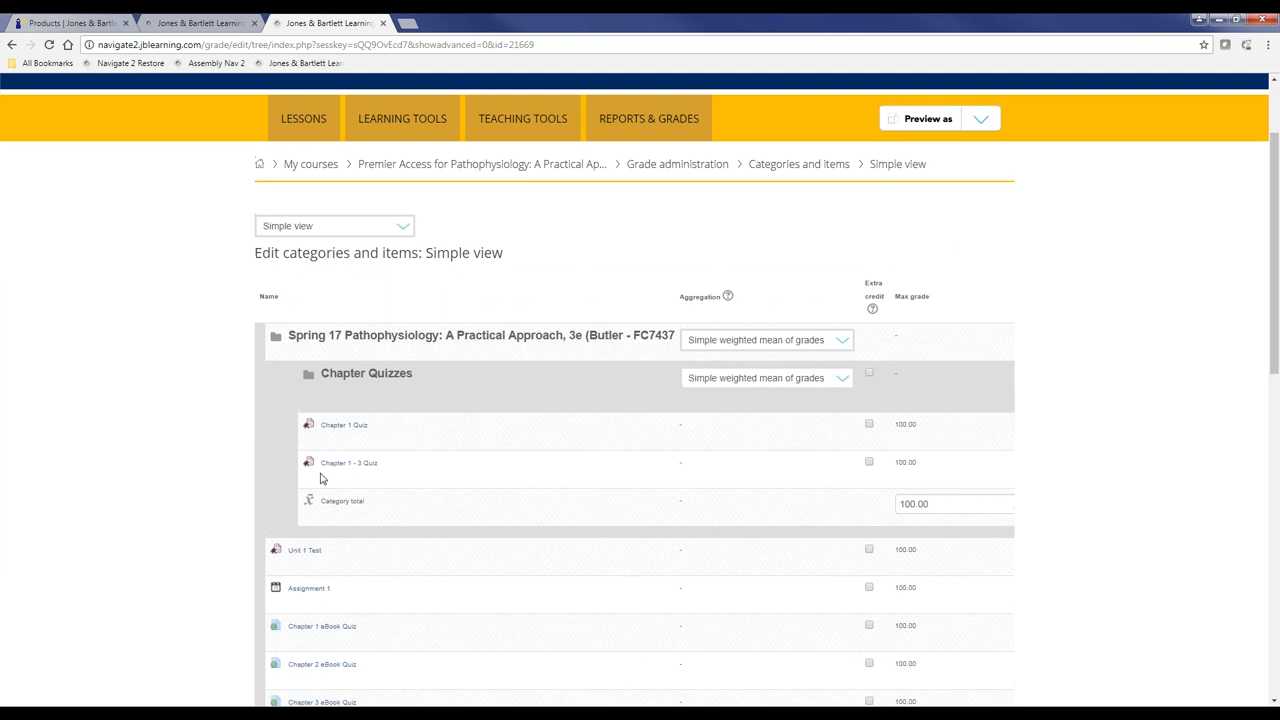 Products | Jones & Bartlett Le
Jones & Bartlett Learning
Jones & Bartlett Learning
navigate2.jblearning.com/grade/edit/tree/index.php?sesskey=sQQ9OvEcd7&showadvanced=0&id=21669
All Bookmarks Navigate 2 Restore Assembly Nav 2 Jones & Bartlett Lear
LESSONS LEARNING TOOLS TEACHING TOOLS REPORTS & GRADES Preview as
My courses > Premier Access for Pathophysiology: A Practical Ap... > Grade administration > Categories and items > Simple view
Simple view
Edit categories and items: Simple view
Name Aggregation Extra credit Max grade
Spring 17 Pathophysiology: A Practical Approach, 3e (Butler - FC7437 Simple weighted mean of grades -
Chapter Quizzes Simple weighted mean of grades -
Chapter 1 Quiz - 100.00
Chapter 1 - 3 Quiz - 100.00
x̄ Category total - 100.00
Unit 1 Test - 100.00
Assignment 1 - 100.00
Chapter 1 eBook Quiz - 100.00
Chapter 2 eBook Quiz - 100.00
Chapter 3 eBook Quiz - 100.00